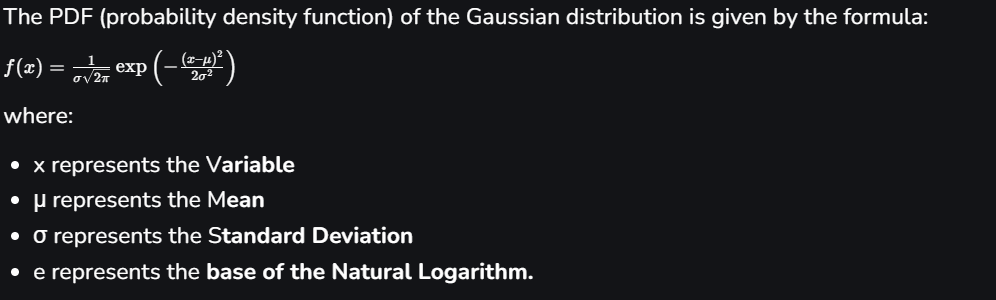 The PDF (probability density function) of the Gaussian distribution is given by the formula:
f(x) = 1/(σ√2π) exp (−(x−μ)²/2σ²)
where:
• x represents the Variable
• μ represents the Mean
• σ represents the Standard Deviation
• e represents the base of the Natural Logarithm.